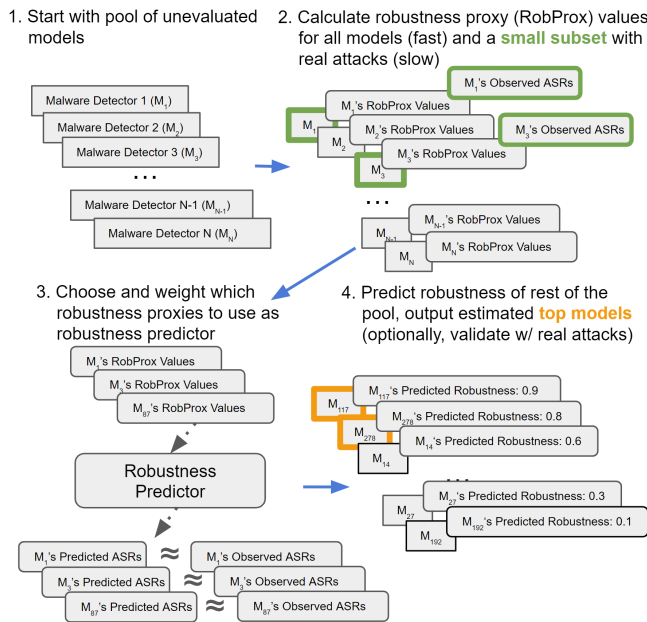 1. Start with pool of unevaluated
models
2. Calculate robustness proxy (RobProx) values
for all models (fast) and a small subset with
real attacks (slow)
Malware Detector 1 (M1)
Malware Detector 2 (M2)
Malware Detector 3 (M3)
...
Malware Detector N-1 (MN-1)
Malware Detector N (MN)
M1's Observed ASRs
M1's RobProx Values
M1
M2's RobProx Values
M3's Observed ASRs
M2
M3's RobProx Values
M3
...
MN-1's RobProx Values
MN-1
MN's RobProx Values
MN
3. Choose and weight which
robustness proxies to use as
robustness predictor
M1's RobProx Values
M3's RobProx Values
M87's RobProx Values
Robustness
Predictor
M1's Predicted ASRs ≈ M1's Observed ASRs
M3's Predicted ASRs ≈ M3's Observed ASRs
M87's Predicted ASRs ≈ M87's Observed ASRs
4. Predict robustness of rest of the
pool, output estimated top models
(optionally, validate w/ real attacks)
M117's Predicted Robustness: 0.9
M117
M278's Predicted Robustness: 0.8
M278
M14's Predicted Robustness: 0.6
M14
...
M27's Predicted Robustness: 0.3
M27
M192's Predicted Robustness: 0.1
M192